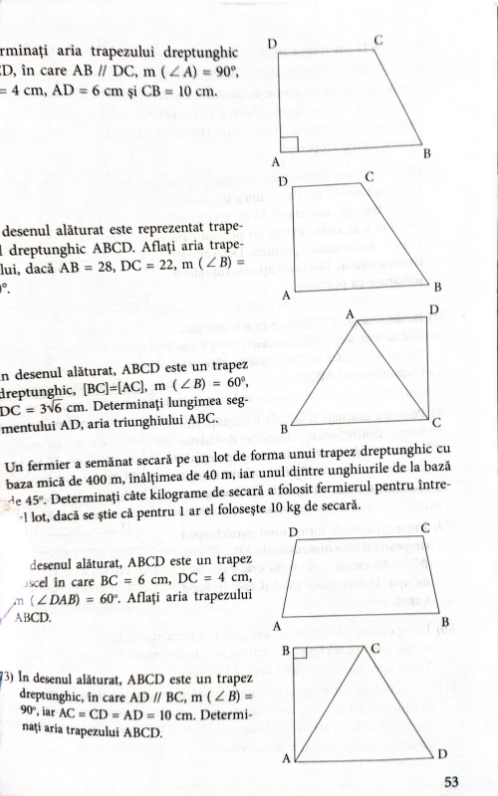 D
C
rminați aria trapezului dreptunghic
CD, în care AB // DC, m (∠A) = 90°,
= 4 cm, AD = 6 cm și CB = 10 cm.
A
B
D
C
desenul alăturat este reprezentat trape-
l dreptunghic ABCD. Aflați aria trape-
lui, dacă AB = 28, DC = 22, m (∠B) =
0°.
A
B
A
D
n desenul alăturat, ABCD este un trapez
dreptunghic, [BC]=[AC], m (∠B) = 60°,
DC = 3√6 cm. Determinați lungimea seg-
mentului AD, aria triunghiului ABC.
B
C
Un fermier a semănat secară pe un lot de forma unui trapez dreptunghic cu
baza mică de 400 m, înălțimea de 40 m, iar unul dintre unghiurile de la bază
de 45°. Determinați câte kilograme de secară a folosit fermierul pentru între-
l lot, dacă se știe că pentru 1 ar el folosește 10 kg de secară.
D
C
desenul alăturat, ABCD este un trapez
oscel în care BC = 6 cm, DC = 4 cm,
m (∠DAB) = 60°. Aflați aria trapezului
ABCD.
A
B
B
C
3) În desenul alăturat, ABCD este un trapez
dreptunghic, în care AD // BC, m (∠B) =
90°, iar AC = CD = AD = 10 cm. Determi-
nați aria trapezului ABCD.
A
D
53